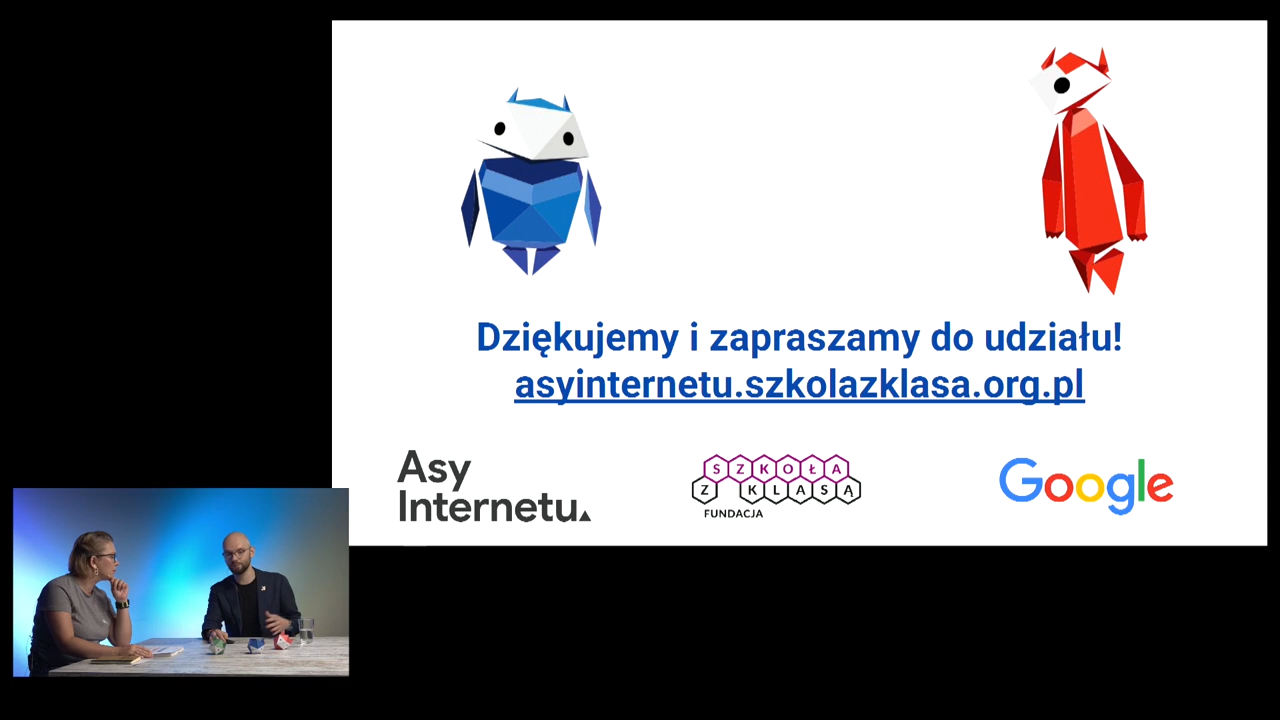 Dziękujemy i zapraszamy do udziału!
asyinternetu.szkolazklasa.org.pl
Asy
Internetu
SZKOŁA
Z KLASĄ
FUNDACJA
Google